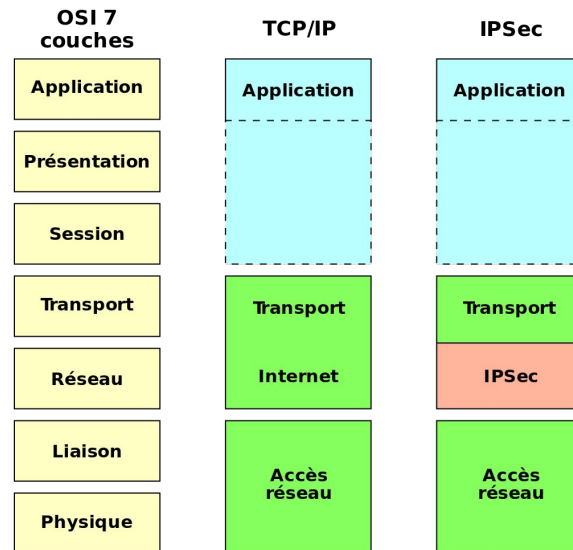 OSI 7
couches
TCP/IP
IPSec
Application
Application
Application
Présentation
Session
Transport
Transport
Transport
Réseau
Internet
IPSec
Liaison
Accès
réseau
Accès
réseau
Physique